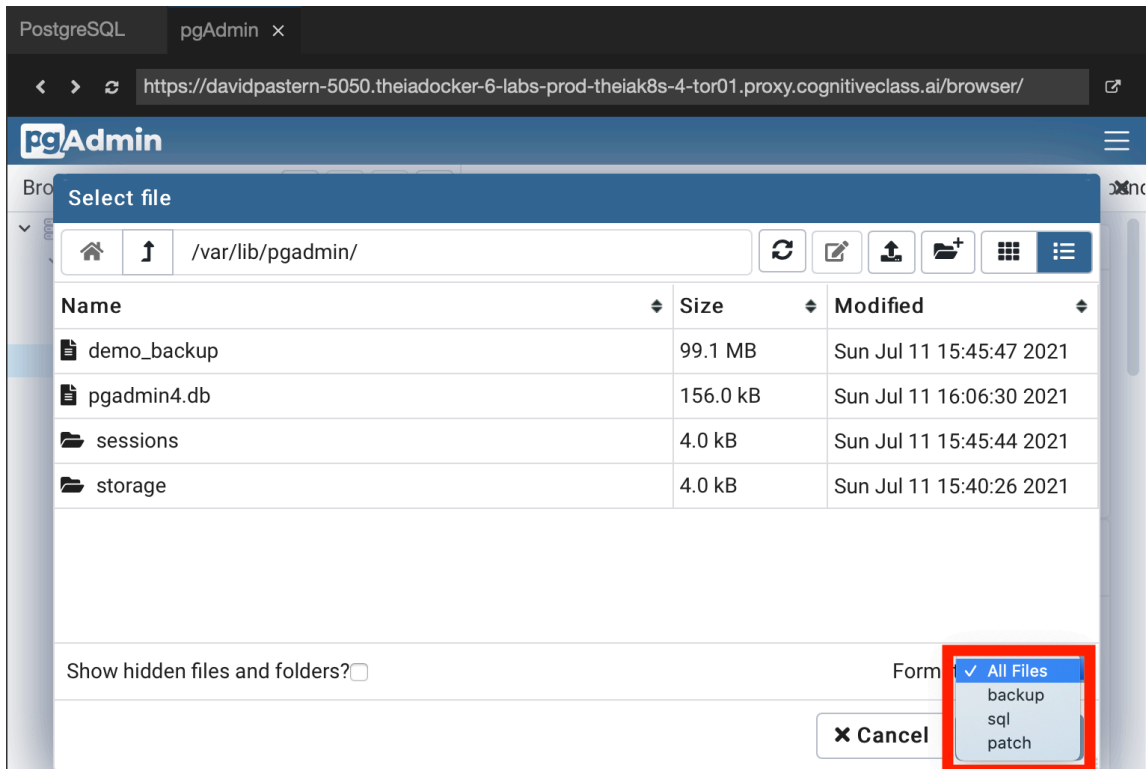 PostgreSQL pgAdmin
https://davidpastern-5050.theiadocker-6-labs-prod-theiak8s-4-tor01.proxy.cognitiveclass.ai/browser/
pgAdmin
Select file
/var/lib/pgadmin/
Name Size Modified
demo_backup 99.1 MB Sun Jul 11 15:45:47 2021
pgadmin4.db 156.0 kB Sun Jul 11 16:06:30 2021
sessions 4.0 kB Sun Jul 11 15:45:44 2021
storage 4.0 kB Sun Jul 11 15:40:26 2021
Show hidden files and folders? Format All Files
backup
sql
patch
Cancel